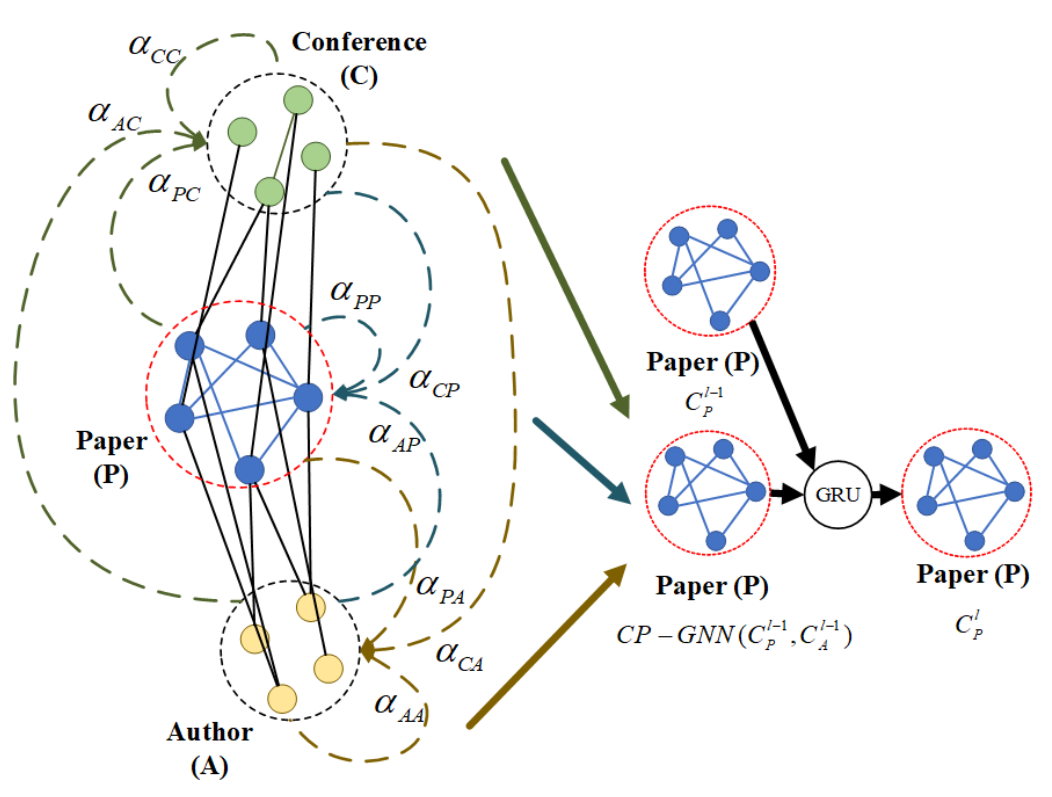 α_CC
Conference
(C)
α_AC
α_PC
α_PP
α_CP
Paper
(P)
α_AP
α_PA
α_CA
α_AA
Author
(A)
Paper (P)
C_P^{l-1}
GRU
Paper (P)
CP-GNN(C_P^{l-1}, C_A^{l-1})
Paper (P)
C_P^l